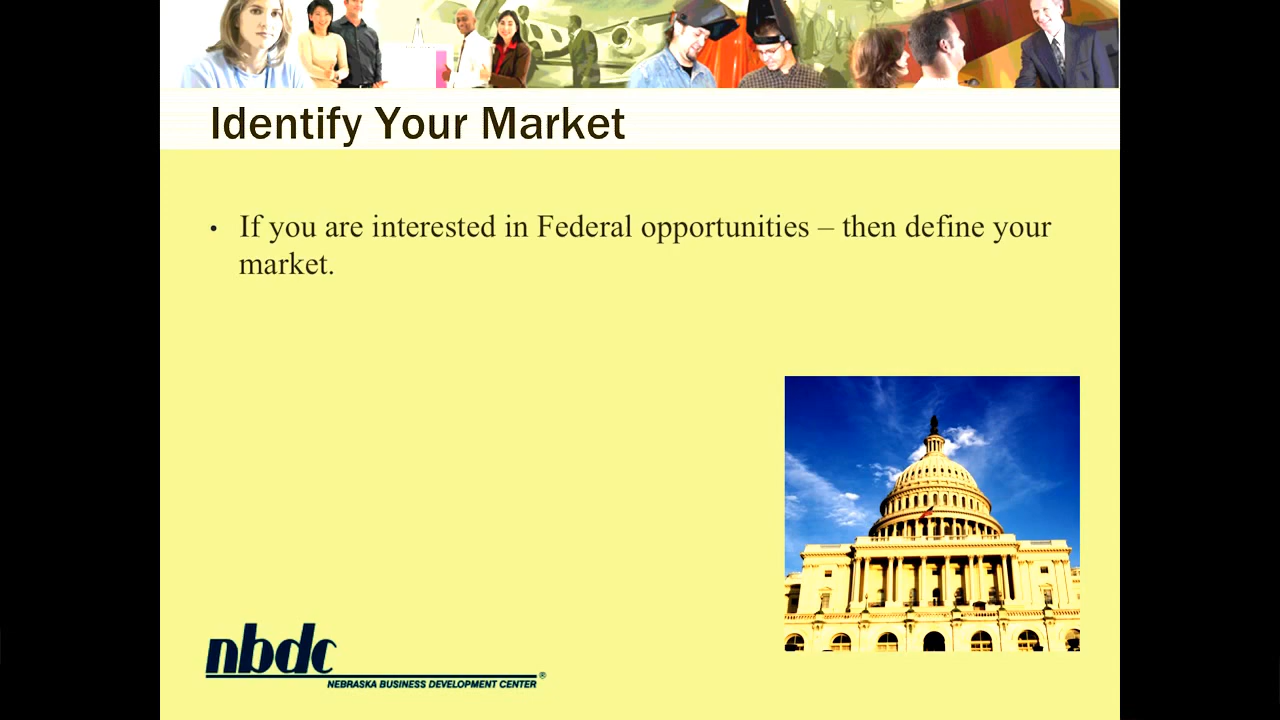 Identify Your Market
• If you are interested in Federal opportunities – then define your
market.
nbdc
NEBRASKA BUSINESS DEVELOPMENT CENTER ®